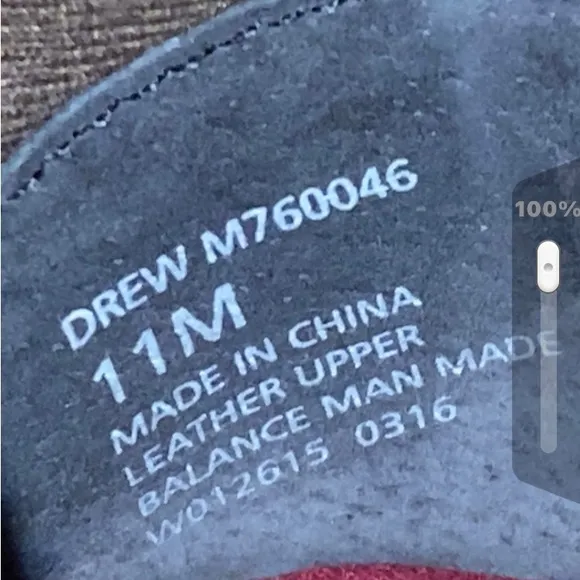 DREW M760046
11M
MADE IN CHINA
LEATHER UPPER
BALANCE MAN MADE
W012615 0316
100%